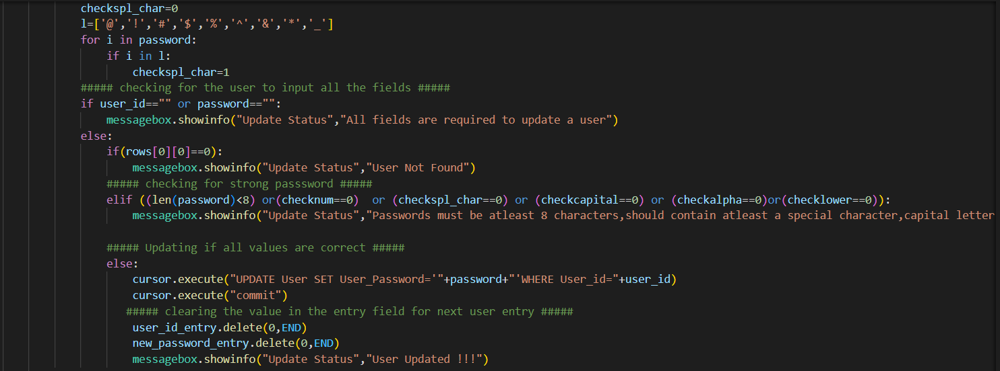 checkspl_char=0
l=['@','!','#','$','%','^','&','*','_']
for i in password:
if i in l:
checkspl_char=1
##### checking for the user to input all the fields #####
if user_id=="" or password=="":
messagebox.showinfo("Update Status","All fields are required to update a user")
else:
if(rows[0][0]==0):
messagebox.showinfo("Update Status","User Not Found")
##### checking for strong passsword #####
elif ((len(password)<8) or(checknum==0)  or (checkspl_char==0) or (checkcapital==0) or (checkalpha==0)or(checklower==0)):
messagebox.showinfo("Update Status","Passwords must be atleast 8 characters,should contain atleast a special character,capital letter
##### Updating if all values are correct #####
else:
cursor.execute("UPDATE User SET User_Password='"+password+"'WHERE User_id="+user_id)
cursor.execute("commit")
##### clearing the value in the entry field for next user entry #####
user_id_entry.delete(0,END)
new_password_entry.delete(0,END)
messagebox.showinfo("Update Status","User Updated !!!")